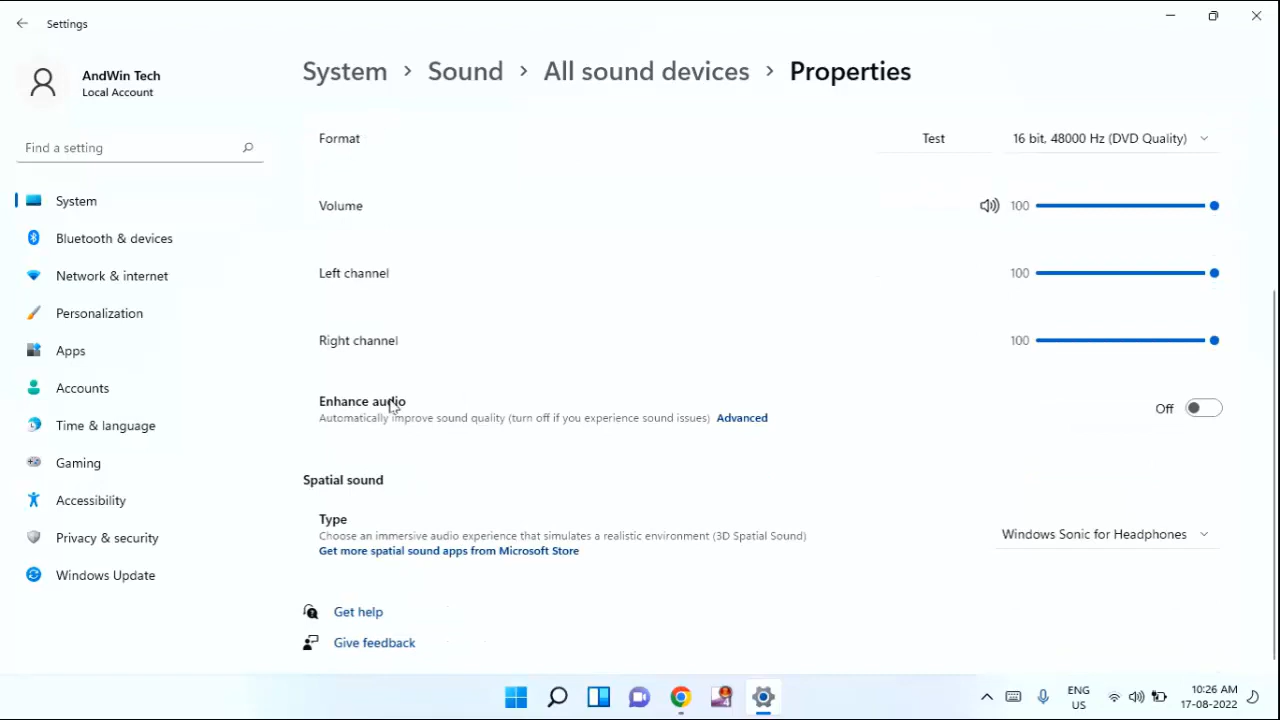 Settings
AndWin Tech
Local Account
Find a setting
System
Bluetooth & devices
Network & internet
Personalization
Apps
Accounts
Time & language
Gaming
Accessibility
Privacy & security
Windows Update
System > Sound > All sound devices > Properties
Format Test 16 bit, 48000 Hz (DVD Quality)
Volume 100
Left channel 100
Right channel 100
Enhance audio
Automatically improve sound quality (turn off if you experience sound issues) Advanced
Off
Spatial sound
Type
Choose an immersive audio experience that simulates a realistic environment (3D Spatial Sound)
Get more spatial sound apps from Microsoft Store
Windows Sonic for Headphones
Get help
Give feedback
ENG
US
10:26 AM
17-08-2022